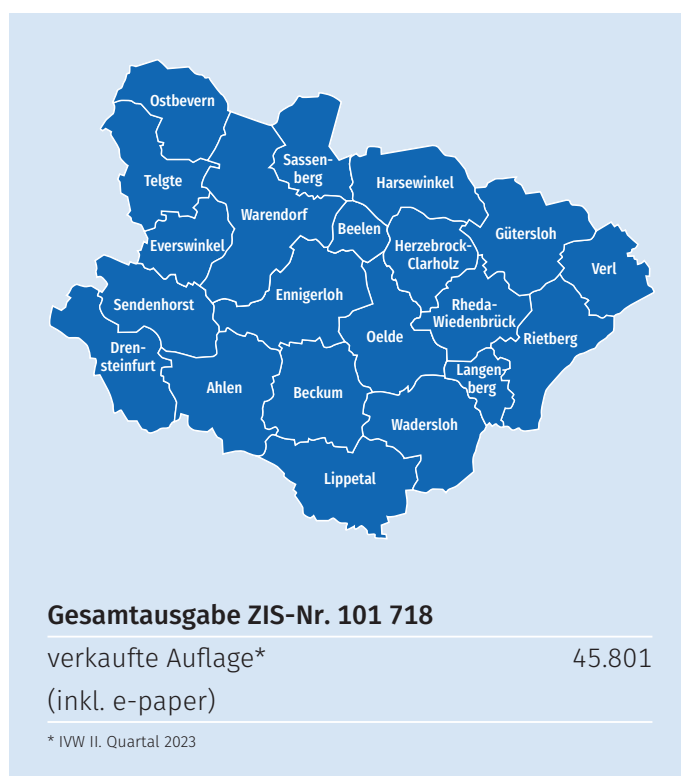 Ostbevern
Sassen-
berg
Telgte
Harsewinkel
Warendorf
Beelen
Everswinkel
Herzebrock-
Clarholz
Gütersloh
Verl
Sendenhorst
Ennigerloh
Rheda-
Wiedenbrück
Oelde
Rietberg
Dren-
steinfurt
Langen-
berg
Ahlen
Beckum
Wadersloh
Lippetal
Gesamtausgabe ZIS-Nr. 101 718
verkaufte Auflage* 45.801
(inkl. e-paper)
* IVW II. Quartal 2023